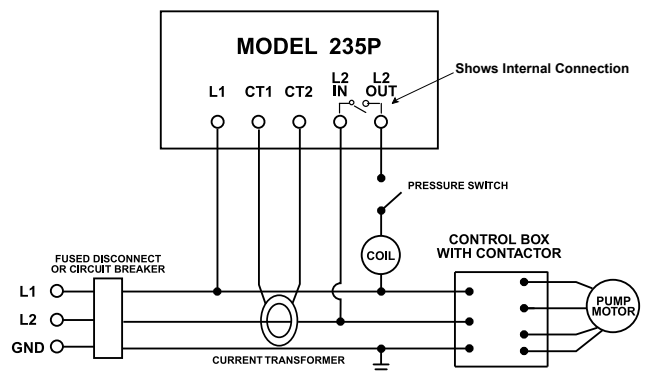 MODEL 235P
L1 CT1 CT2 L2 IN L2 OUT
Shows Internal Connection
PRESSURE SWITCH
COIL
CONTROL BOX
WITH CONTACTOR
FUSED DISCONNECT
OR CIRCUIT BREAKER
L1
L2
GND
PUMP
MOTOR
CURRENT TRANSFORMER